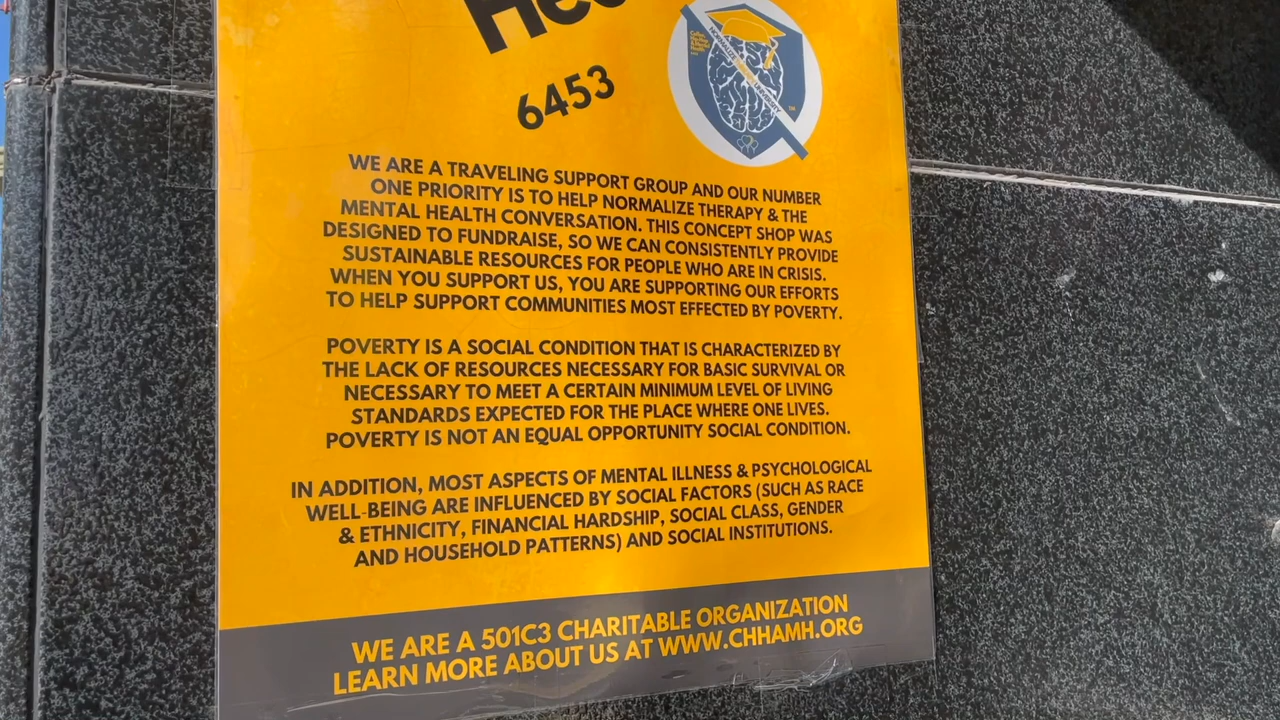 6453
WE ARE A TRAVELING SUPPORT GROUP AND OUR NUMBER
ONE PRIORITY IS TO HELP NORMALIZE THERAPY & THE
MENTAL HEALTH CONVERSATION. THIS CONCEPT SHOP WAS
DESIGNED TO FUNDRAISE, SO WE CAN CONSISTENTLY PROVIDE
SUSTAINABLE RESOURCES FOR PEOPLE WHO ARE IN CRISIS.
WHEN YOU SUPPORT US, YOU ARE SUPPORTING OUR EFFORTS
TO HELP SUPPORT COMMUNITIES MOST EFFECTED BY POVERTY.
POVERTY IS A SOCIAL CONDITION THAT IS CHARACTERIZED BY
THE LACK OF RESOURCES NECESSARY FOR BASIC SURVIVAL OR
NECESSARY TO MEET A CERTAIN MINIMUM LEVEL OF LIVING
STANDARDS EXPECTED FOR THE PLACE WHERE ONE LIVES.
POVERTY IS NOT AN EQUAL OPPORTUNITY SOCIAL CONDITION.
IN ADDITION, MOST ASPECTS OF MENTAL ILLNESS & PSYCHOLOGICAL
WELL-BEING ARE INFLUENCED BY SOCIAL FACTORS (SUCH AS RACE
& ETHNICITY, FINANCIAL HARDSHIP, SOCIAL CLASS, GENDER
AND HOUSEHOLD PATTERNS) AND SOCIAL INSTITUTIONS.
WE ARE A 501C3 CHARITABLE ORGANIZATION
LEARN MORE ABOUT US AT WWW.CHHAMH.ORG